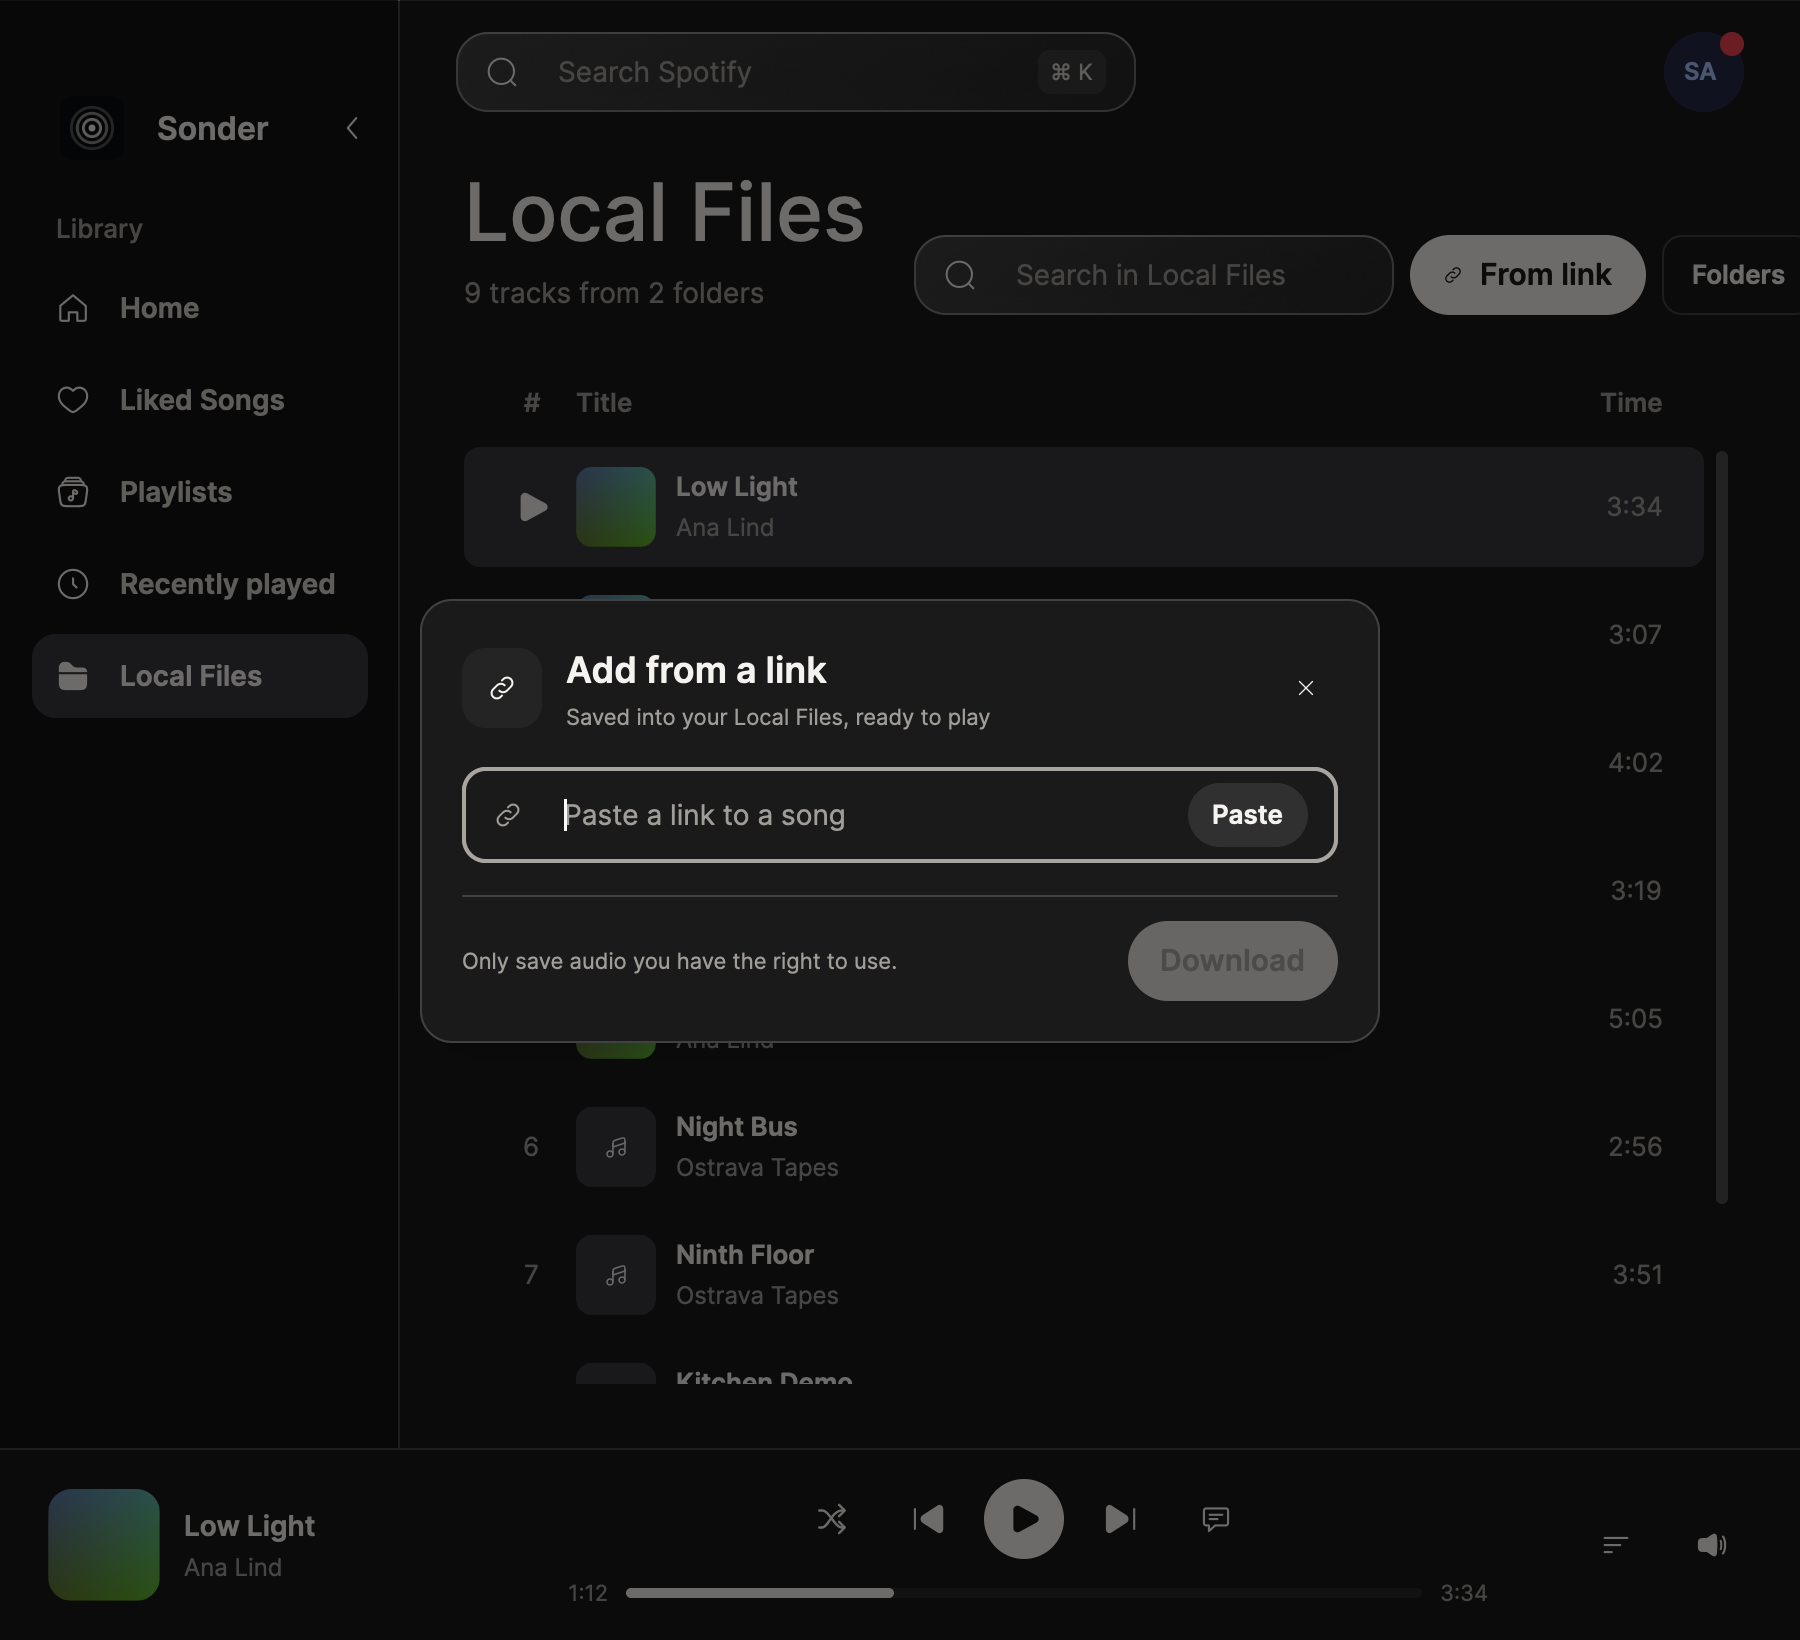 Search Spotify
⌘ K
SA
Sonder
Library
Home
Liked Songs
Playlists
Recently played
Local Files
Local Files
9 tracks from 2 folders
Search in Local Files
From link
Folders
# Title Time
Low Light
Ana Lind
3:34
3:07
Add from a link
Saved into your Local Files, ready to play
4:02
Paste a link to a song
Paste
3:19
Only save audio you have the right to use.
Download
5:05
Ana Lind
6
Night Bus
Ostrava Tapes
2:56
7
Ninth Floor
Ostrava Tapes
3:51
Kitchen Demo
Low Light
Ana Lind
1:12
3:34